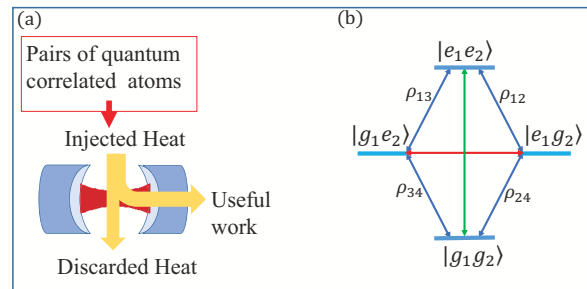 (a)
Pairs of quantum
correlated atoms
Injected Heat
Useful
work
Discarded Heat
(b)
|e₁e₂⟩
ρ₁₃
ρ₁₂
|g₁e₂⟩
|e₁g₂⟩
ρ₃₄
ρ₂₄
|g₁g₂⟩